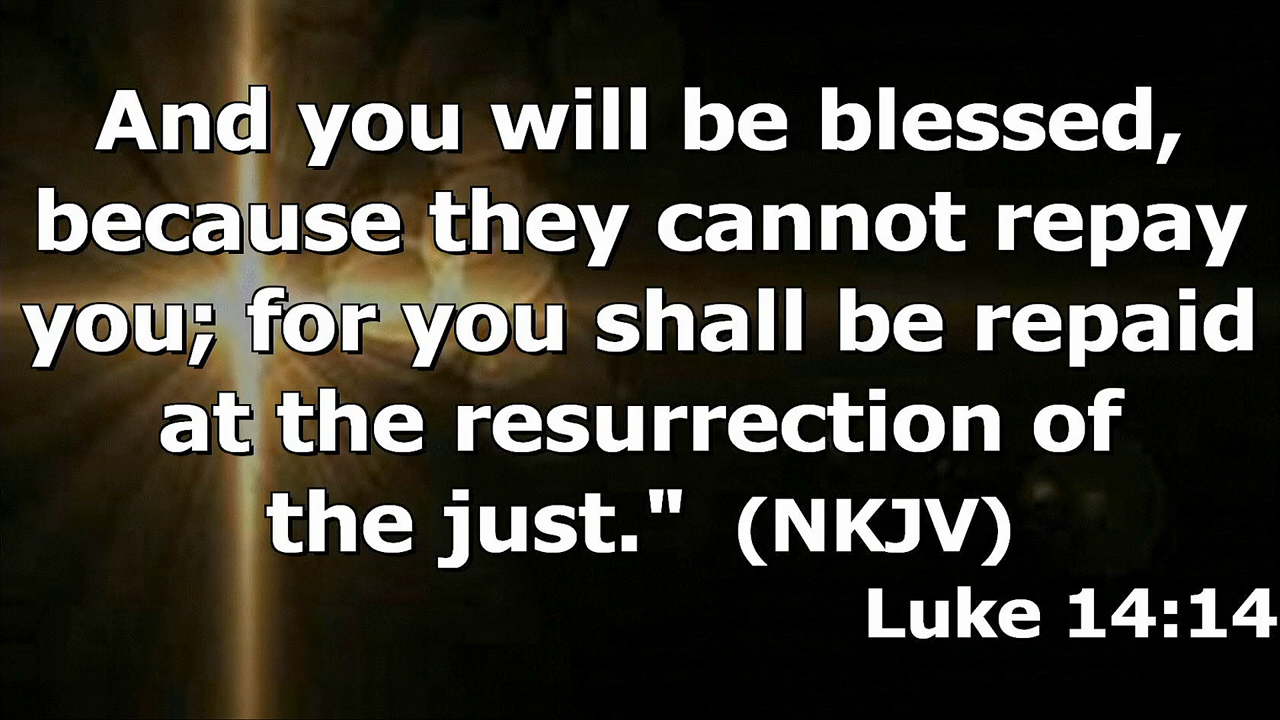 And you will be blessed,
because they cannot repay
you; for you shall be repaid
at the resurrection of
the just." (NKJV)
Luke 14:14